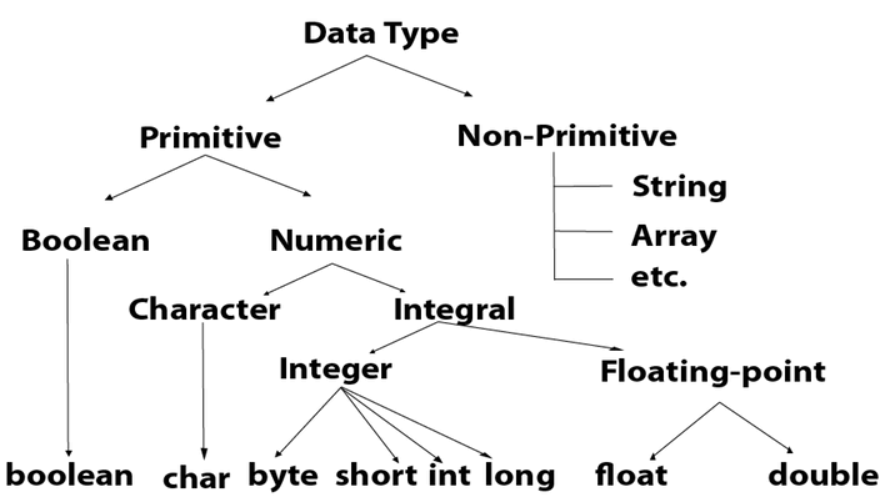 Data Type
Primitive
Non-Primitive
String
Array
etc.
Boolean
Numeric
Character
Integral
Integer
Floating-point
boolean
char
byte
short
int
long
float
double